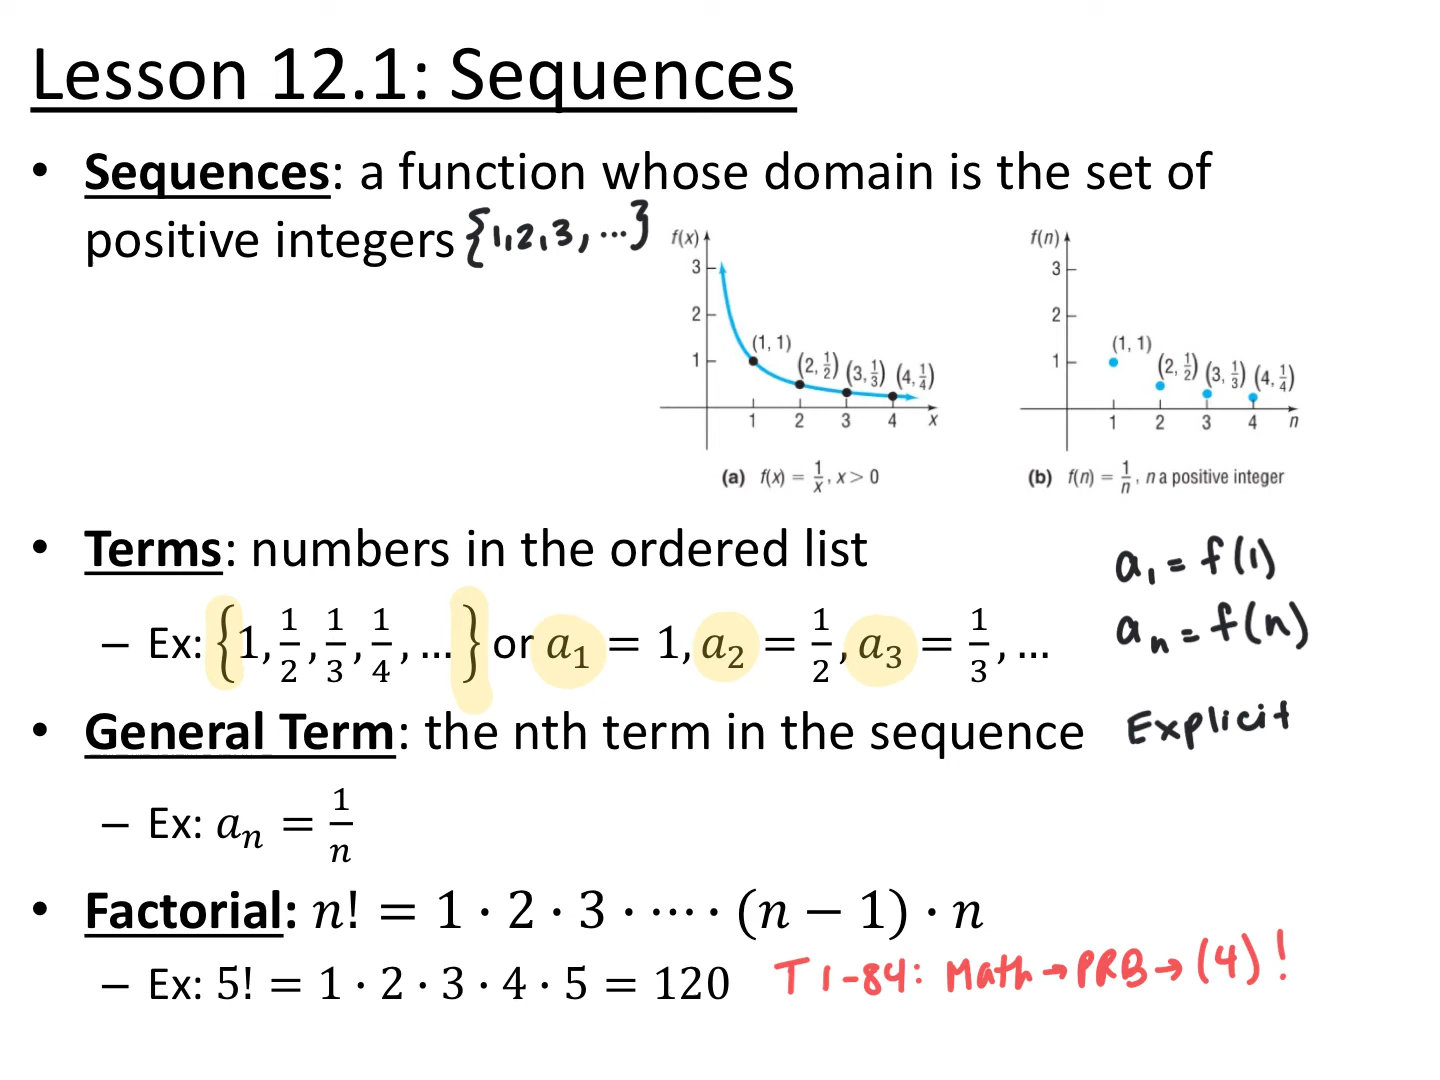 Lesson 12.1: Sequences
• Sequences: a function whose domain is the set of
positive integers {1,2,3, ...}
f(x)
3
2
1
(1, 1)
(2, 1/2) (3, 1/3) (4, 1/4)
1 2 3 4 x
(a) f(x) = 1/x, x > 0
f(n)
3
2
1
(1, 1)
(2, 1/2) (3, 1/3) (4, 1/4)
1 2 3 4 n
(b) f(n) = 1/n, n a positive integer
• Terms: numbers in the ordered list
a₁ = f(1)
– Ex: {1, 1/2, 1/3, 1/4, ... } or a₁ = 1, a₂ = 1/2, a₃ = 1/3, ...
aₙ = f(n)
• General Term: the nth term in the sequence
Explicit
– Ex: aₙ = 1/n
• Factorial: n! = 1 · 2 · 3 · ⋯ · (n − 1) · n
– Ex: 5! = 1 · 2 · 3 · 4 · 5 = 120
TI-84: Math → PRB → (4) !